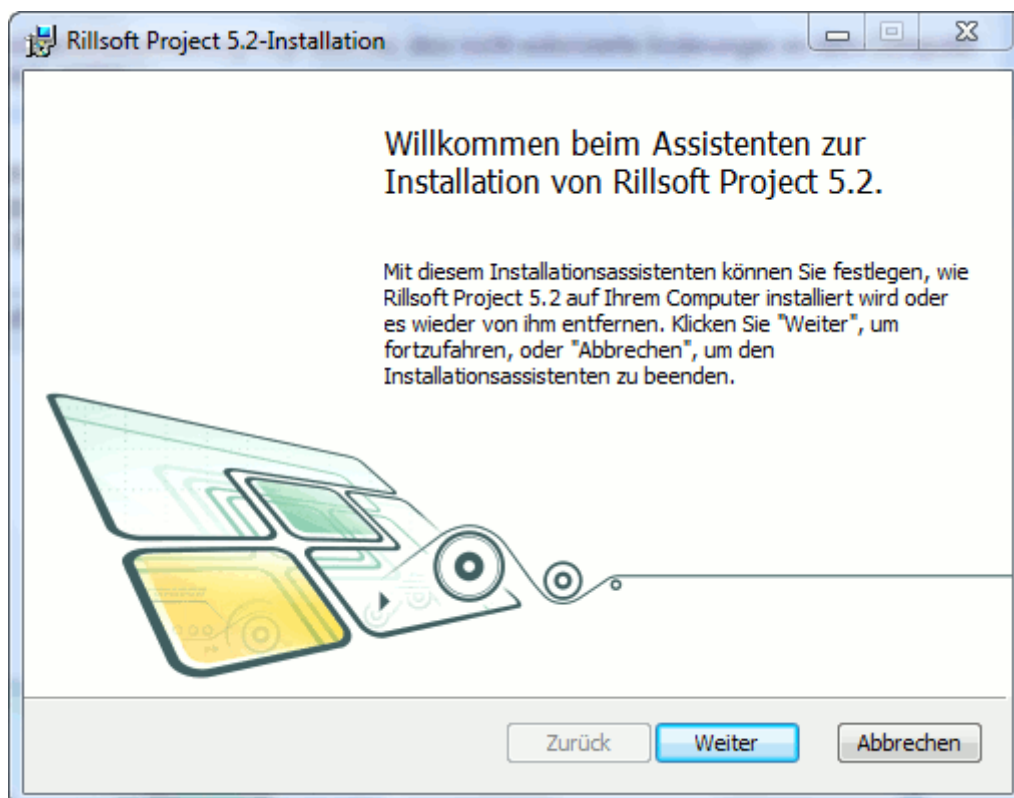 Rillsoft Project 5.2-Installation
Willkommen beim Assistenten zur
Installation von Rillsoft Project 5.2.
Mit diesem Installationsassistenten können Sie festlegen, wie
Rillsoft Project 5.2 auf Ihrem Computer installiert wird oder
es wieder von ihm entfernen. Klicken Sie "Weiter", um
fortzufahren, oder "Abbrechen", um den
Installationsassistenten zu beenden.
Zurück Weiter Abbrechen